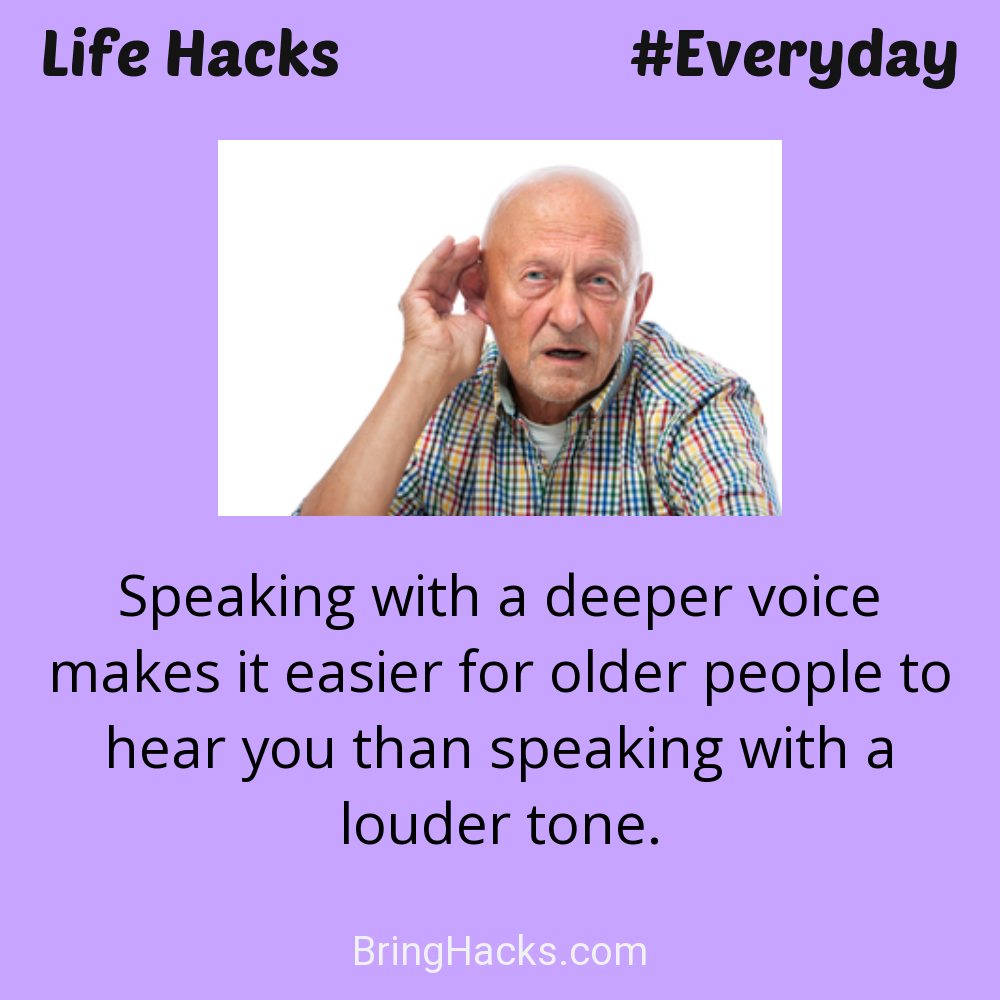 Life Hacks #Everyday
Speaking with a deeper voice
makes it easier for older people to
hear you than speaking with a
louder tone.
BringHacks.com